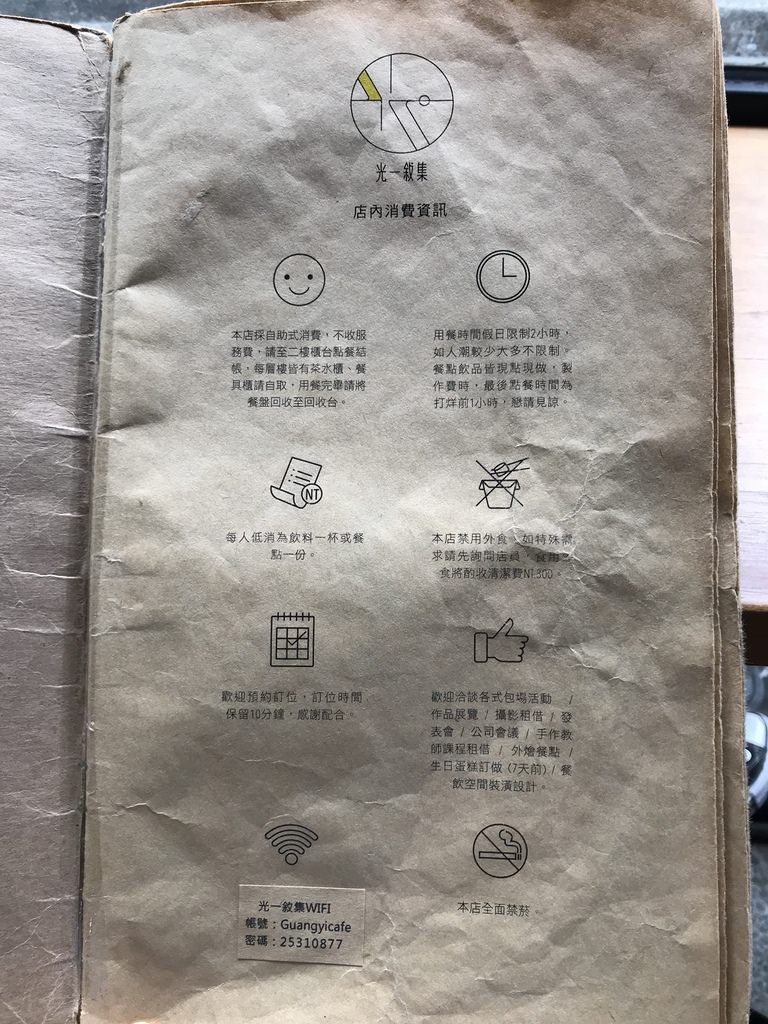 光一敘集
店內消費資訊
本店採自助式消費，不收服
務費，請至二樓櫃台點餐結
帳，每層樓皆有茶水櫃、餐
具櫃請自取，用餐完畢請將
餐盤回收至回收台。
用餐時間假日限制2小時，
如人潮較少大多不限制。
餐點飲品皆現點現做，製
作費時，最後點餐時間為
打烊前1小時，懇請見諒。
NT
每人低消為飲料一杯或餐
點一份。
本店禁用外食，如特殊需
求請先詢問店員，食用
食將酌收清潔費NT.300。
歡迎預約訂位，訂位時間
保留10分鐘，感謝配合。
歡迎洽談各式包場活動 /
作品展覽 / 攝影租借 / 發
表會 / 公司會議 / 手作教
師課程租借 / 外燴餐點 /
生日蛋糕訂做 (7天前) / 餐
飲空間裝潢設計。
光一敘集WIFI
帳號：Guangyicafe
密碼：25310877
本店全面禁菸。